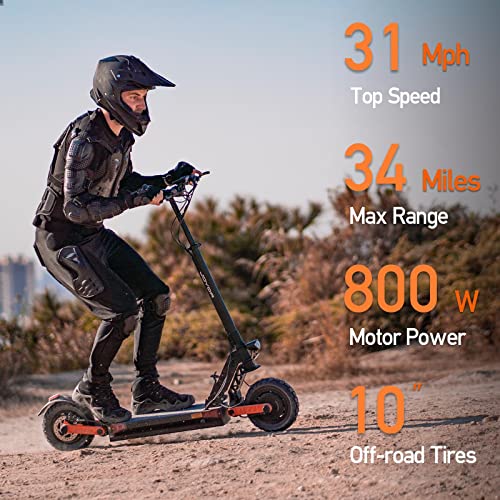 31 Mph
Top Speed
34 Miles
Max Range
800 W
Motor Power
10"
Off-road Tires